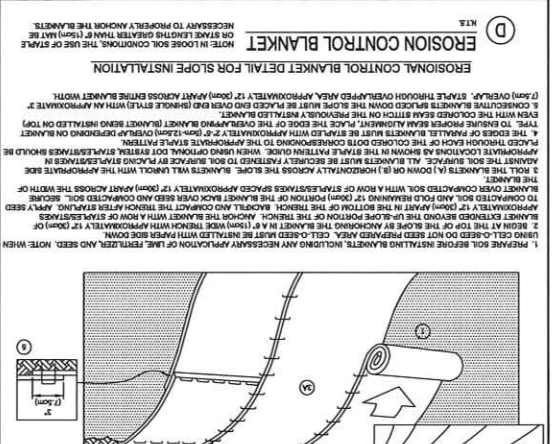 5
3"
(7.5cm)
3A
1
1. PREPARE SOIL BEFORE INSTALLING BLANKETS, INCLUDING ANY NECESSARY APPLICATION OF LIME, FERTILIZER, AND SEED. NOTE: WHEN
USING CELL-O-SEED DO NOT SEED PREPARED AREA. CELL-O-SEED MUST BE INSTALLED WITH PAPER SIDE DOWN.
2. BEGIN AT THE TOP OF THE SLOPE BY ANCHORING THE BLANKET IN A 6" (15cm) WIDE TRENCH WITH APPROXIMATELY 12" (30cm) OF
BLANKET EXTENDED BEYOND THE UP-SLOPE PORTION OF THE TRENCH. ANCHOR THE BLANKET WITH A ROW OF STAPLES/STAKES
APPROXIMATELY 12" (30cm) APART IN THE BOTTOM OF THE TRENCH. BACKFILL AND COMPACT THE TRENCH AFTER STAPLING. APPLY SEED
TO COMPACTED SOIL AND FOLD REMAINING 12" (30cm) PORTION OF BLANKET BACK OVER SEED AND COMPACTED SOIL. SECURE
BLANKET OVER COMPACTED SOIL WITH A ROW OF STAPLES/STAKES SPACED APPROXIMATELY 12" (30cm) APART ACROSS THE WIDTH OF
THE BLANKET.
3. ROLL THE BLANKETS (A.) DOWN OR (B.) HORIZONTALLY ACROSS THE SLOPE. BLANKETS WILL UNROLL WITH THE APPROPRIATE SIDE
AGAINST THE SOIL SURFACE. ALL BLANKETS MUST BE SECURELY FASTENED TO SOIL SURFACE BY PLACING STAPLES/STAKES IN
APPROPRIATE LOCATIONS AS SHOWN IN THE STAPLE PATTERN GUIDE. WHEN USING OPTIONAL DOT SYSTEM, STAPLES/STAKES SHOULD BE
PLACED THROUGH EACH OF THE COLORED DOTS CORRESPONDING TO THE APPROPRIATE STAPLE PATTERN.
4. THE EDGES OF PARALLEL BLANKETS MUST BE STAPLED WITH APPROXIMATELY 2"-5" (5cm-12.5cm) OVERLAP DEPENDING ON BLANKET
TYPE. TO ENSURE PROPER SEAM ALIGNMENT, PLACE THE EDGE OF THE OVERLAPPING BLANKET (BLANKET BEING INSTALLED ON TOP)
EVEN WITH THE COLORED SEAM STITCH ON THE PREVIOUSLY INSTALLED BLANKET.
5. CONSECUTIVE BLANKETS SPLICED DOWN THE SLOPE MUST BE PLACED END OVER END (SHINGLE STYLE) WITH AN APPROXIMATE 3"
(7.5cm) OVERLAP. STAPLE THROUGH OVERLAPPED AREA, APPROXIMATELY 12" (30cm) APART ACROSS ENTIRE BLANKET WIDTH.
EROSIONAL CONTROL BLANKET DETAIL FOR SLOPE INSTALLATION
D
EROSION CONTROL BLANKET
N.T.S.
NOTE: IN LOOSE SOIL CONDITIONS, THE USE OF STAPLE
OR STAKE LENGTHS GREATER THAN 6" (15cm) MAT BE
NECESSARY TO PROPERLY ANCHOR THE BLANKETS.